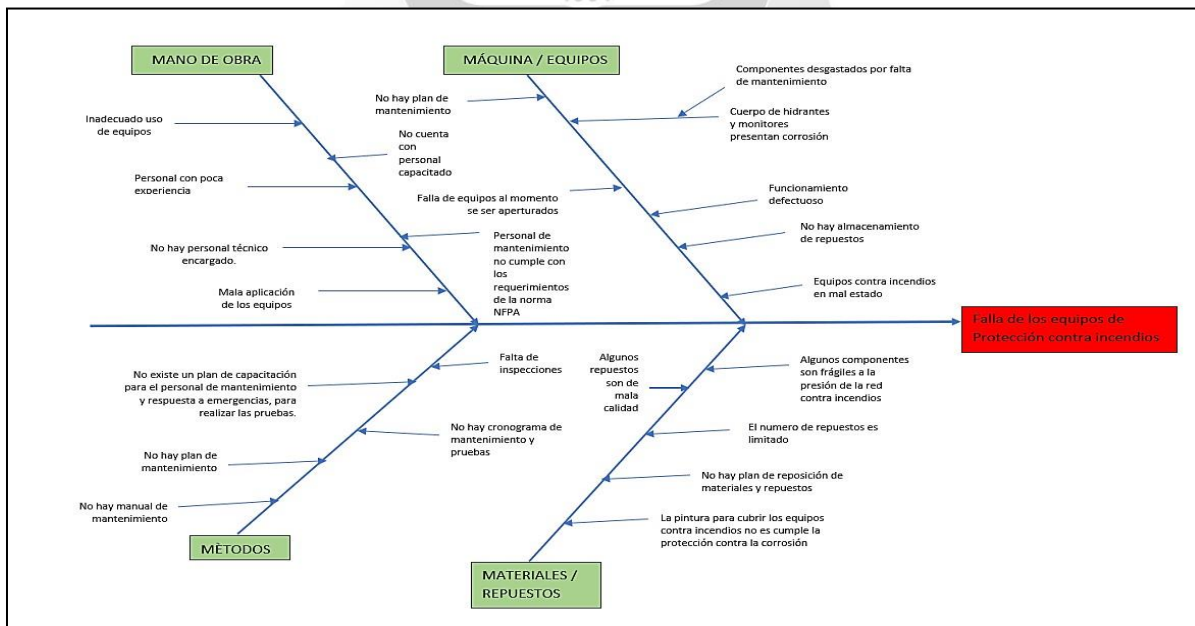 MANO DE OBRA
Inadecuado uso
de equipos
No cuenta
con
personal
capacitado
Personal con poca
experiencia
No hay personal técnico
encargado.
Personal de
mantenimiento
no cumple con
los
requerimientos
de la norma
NFPA
Mala aplicación
de los equipos
MÁQUINA / EQUIPOS
No hay plan de
mantenimiento
Componentes desgastados por falta
de mantenimiento
Cuerpo de hidrantes
y monitores
presentan corrosión
Falla de equipos al momento
se ser aperturados
Funcionamiento
defectuoso
No hay almacenamiento
de repuestos
Equipos contra incendios
en mal estado
Falla de los equipos de
Protección contra incendios
Falta de
inspecciones
No existe un plan de capacitación
para el personal de mantenimiento
y respuesta a emergencias, para
realizar las pruebas.
No hay cronograma de
mantenimiento y
pruebas
No hay plan de
mantenimiento
No hay manual de
mantenimiento
MÈTODOS
Algunos
repuestos
son de
mala
calidad
Algunos componentes
son frágiles a la
presión de la red
contra incendios
El numero de repuestos es
limitado
No hay plan de reposición de
materiales y repuestos
La pintura para cubrir los equipos
contra incendios no es cumple la
protección contra la corrosión
MATERIALES /
REPUESTOS